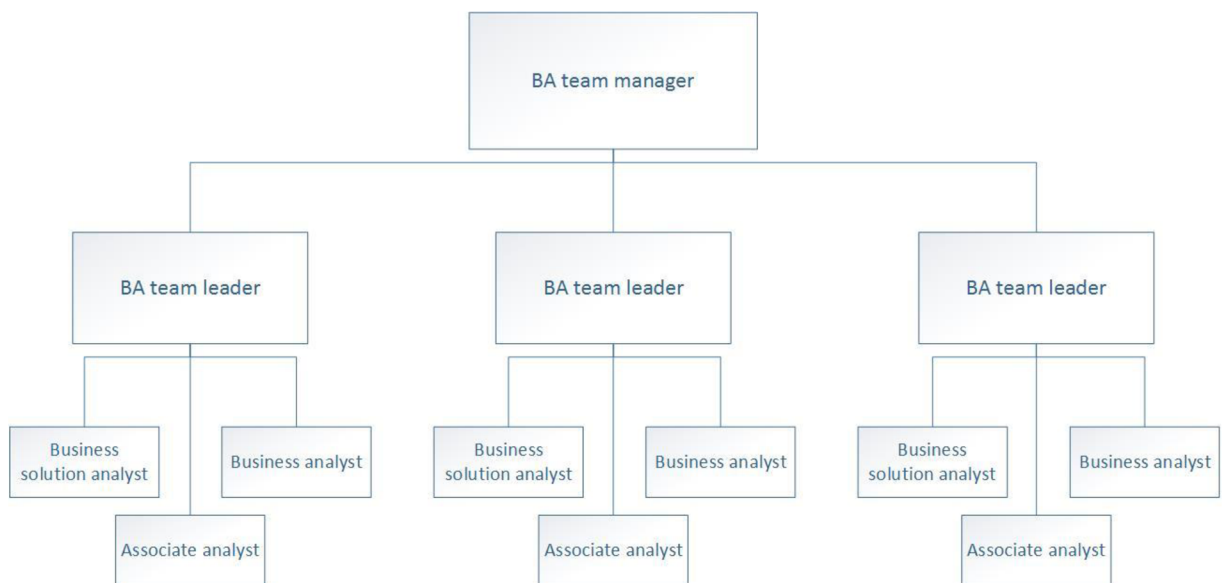 BA team manager
BA team leader
BA team leader
BA team leader
Business
solution analyst
Business analyst
Business
solution analyst
Business analyst
Business
solution analyst
Business analyst
Associate analyst
Associate analyst
Associate analyst